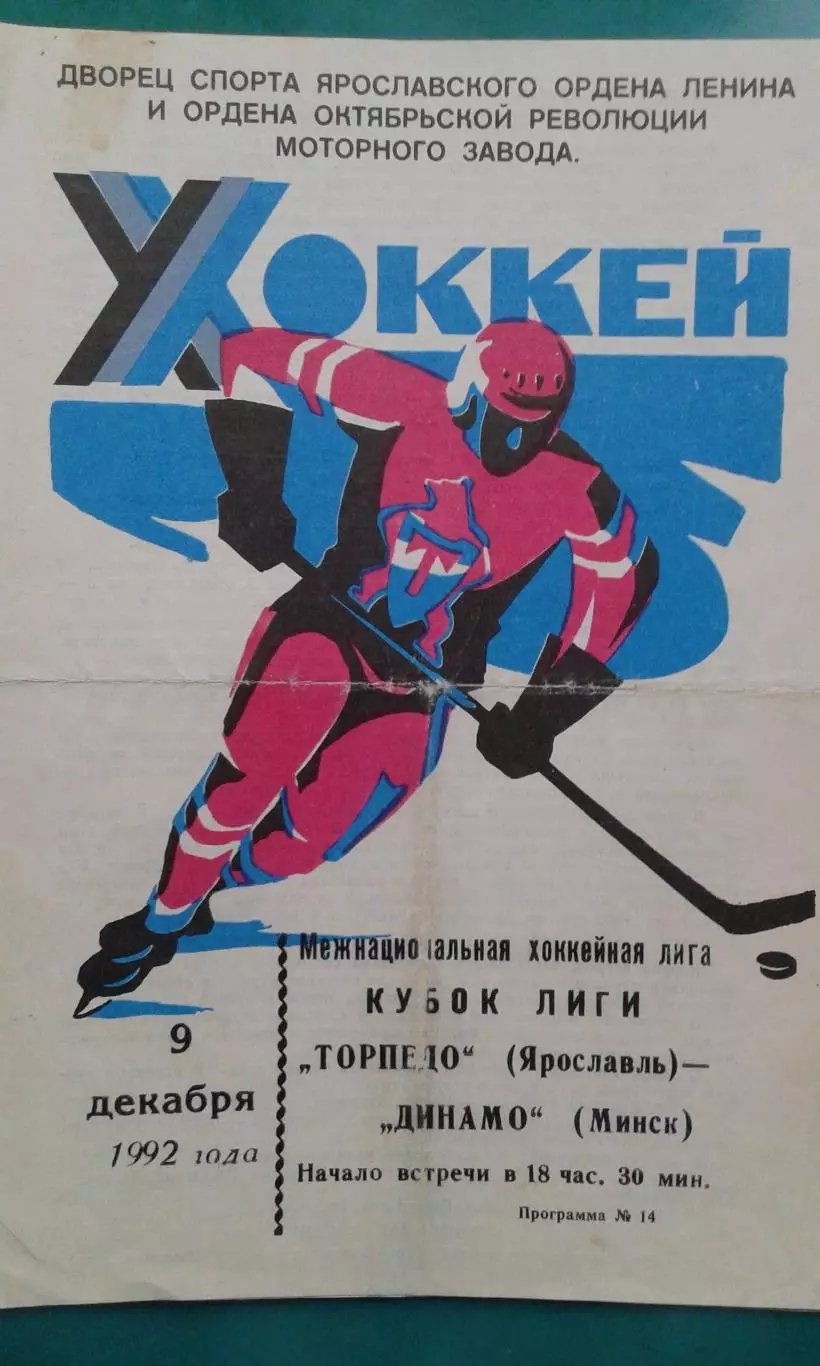 ДВОРЕЦ СПОРТА ЯРОСЛАВСКОГО ОРДЕНА ЛЕНИНА
И ОРДЕНА ОКТЯБРЬСКОЙ РЕВОЛЮЦИИ
МОТОРНОГО ЗАВОДА.
ХОККЕЙ
Т
Межнациональная хоккейная лига
КУБОК ЛИГИ
„ТОРПЕДО“ (Ярославль)—
„ДИНАМО“ (Минск)
Начало встречи в 18 час. 30 мин.
Программа № 14
9
декабря
1992 года